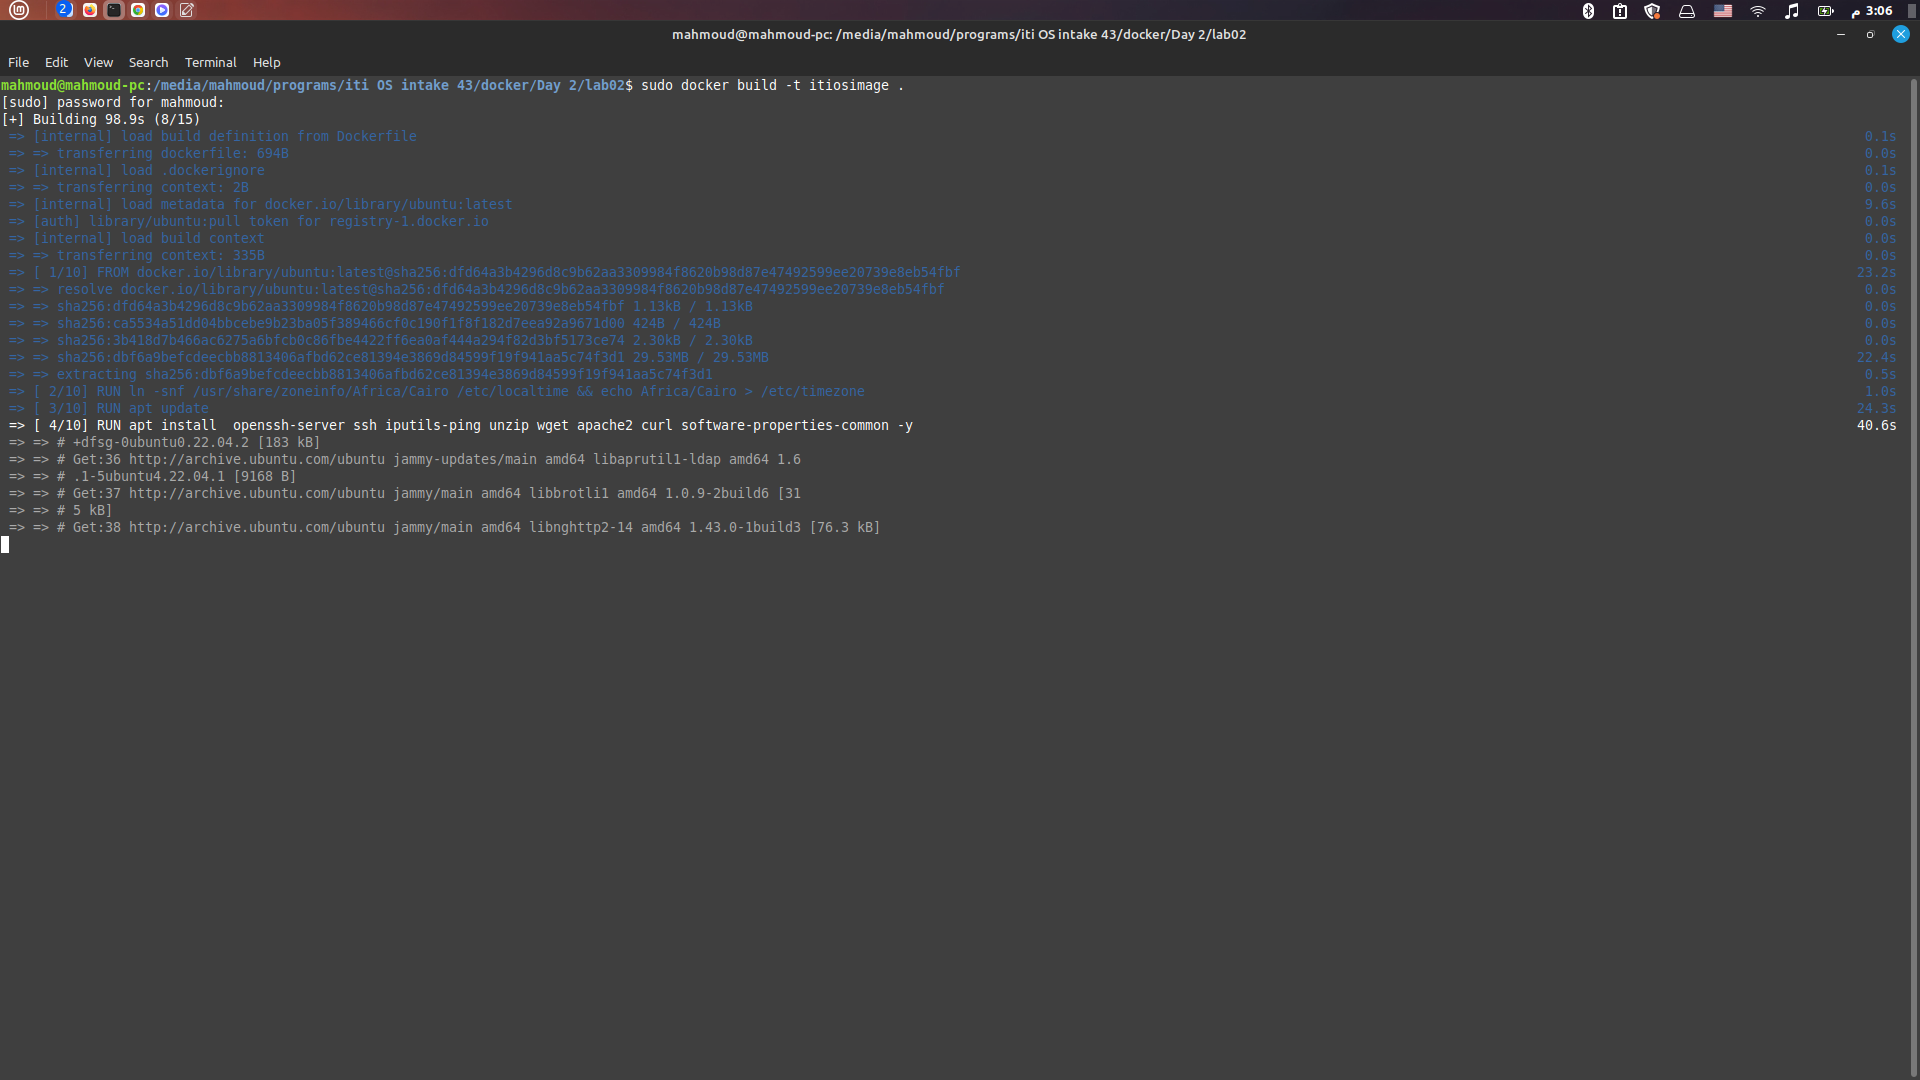 2
م 3:06
mahmoud@mahmoud-pc: /media/mahmoud/programs/iti OS intake 43/docker/Day 2/lab02
File Edit View Search Terminal Help
mahmoud@mahmoud-pc:/media/mahmoud/programs/iti OS intake 43/docker/Day 2/lab02$ sudo docker build -t itiosimage .
[sudo] password for mahmoud:
[+] Building 98.9s (8/15)
=> [internal] load build definition from Dockerfile 0.1s
=> => transferring dockerfile: 694B 0.0s
=> [internal] load .dockerignore 0.1s
=> => transferring context: 2B 0.0s
=> [internal] load metadata for docker.io/library/ubuntu:latest 9.6s
=> [auth] library/ubuntu:pull token for registry-1.docker.io 0.0s
=> [internal] load build context 0.0s
=> => transferring context: 335B 0.0s
=> [ 1/10] FROM docker.io/library/ubuntu:latest@sha256:dfd64a3b4296d8c9b62aa3309984f8620b98d87e47492599ee20739e8eb54fbf 23.2s
=> => resolve docker.io/library/ubuntu:latest@sha256:dfd64a3b4296d8c9b62aa3309984f8620b98d87e47492599ee20739e8eb54fbf 0.0s
=> => sha256:dfd64a3b4296d8c9b62aa3309984f8620b98d87e47492599ee20739e8eb54fbf 1.13kB / 1.13kB 0.0s
=> => sha256:ca5534a51dd04bbcebe9b23ba05f389466cf0c190f1f8f182d7eea92a9671d00 424B / 424B 0.0s
=> => sha256:3b418d7b466ac6275a6bfcb0c86fbe4422ff6ea0af444a294f82d3bf5173ce74 2.30kB / 2.30kB 0.0s
=> => sha256:dbf6a9befcdeecbb8813406afbd62ce81394e3869d84599f19f941aa5c74f3d1 29.53MB / 29.53MB 22.4s
=> => extracting sha256:dbf6a9befcdeecbb8813406afbd62ce81394e3869d84599f19f941aa5c74f3d1 0.5s
=> [ 2/10] RUN ln -snf /usr/share/zoneinfo/Africa/Cairo /etc/localtime && echo Africa/Cairo > /etc/timezone 1.0s
=> [ 3/10] RUN apt update 24.3s
=> [ 4/10] RUN apt install  openssh-server ssh iputils-ping unzip wget apache2 curl software-properties-common -y 40.6s
=> => # +dfsg-0ubuntu0.22.04.2 [183 kB]
=> => # Get:36 http://archive.ubuntu.com/ubuntu jammy-updates/main amd64 libaprutil1-ldap amd64 1.6
=> => # .1-5ubuntu4.22.04.1 [9168 B]
=> => # Get:37 http://archive.ubuntu.com/ubuntu jammy/main amd64 libbrotli1 amd64 1.0.9-2build6 [31
=> => # 5 kB]
=> => # Get:38 http://archive.ubuntu.com/ubuntu jammy/main amd64 libnghttp2-14 amd64 1.43.0-1build3 [76.3 kB]